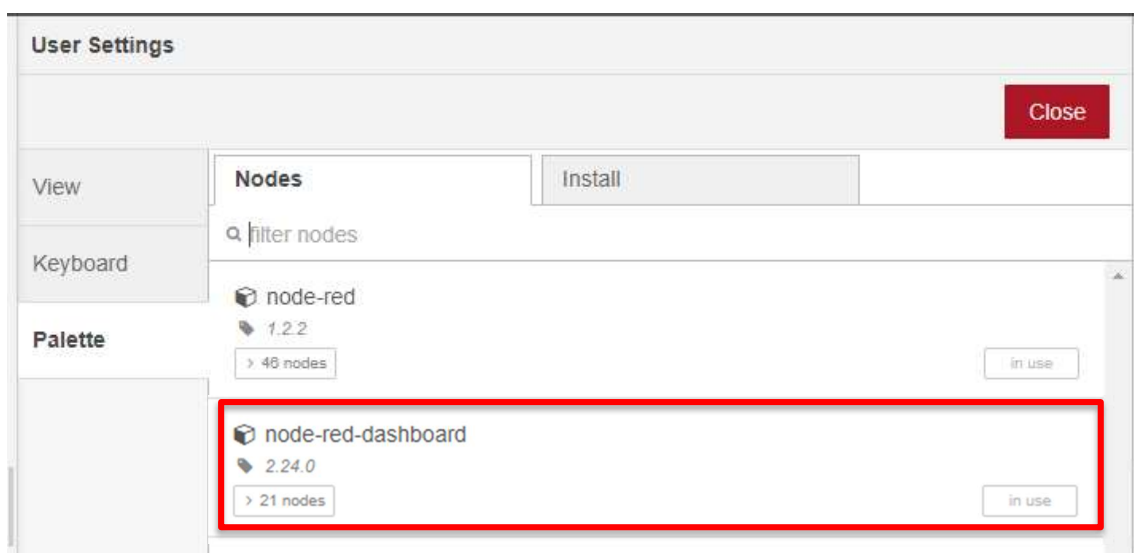 User Settings
Close
View
Keyboard
Palette
Nodes
Install
filter nodes
node-red
1.2.2
> 46 nodes
in use
node-red-dashboard
2.24.0
> 21 nodes
in use